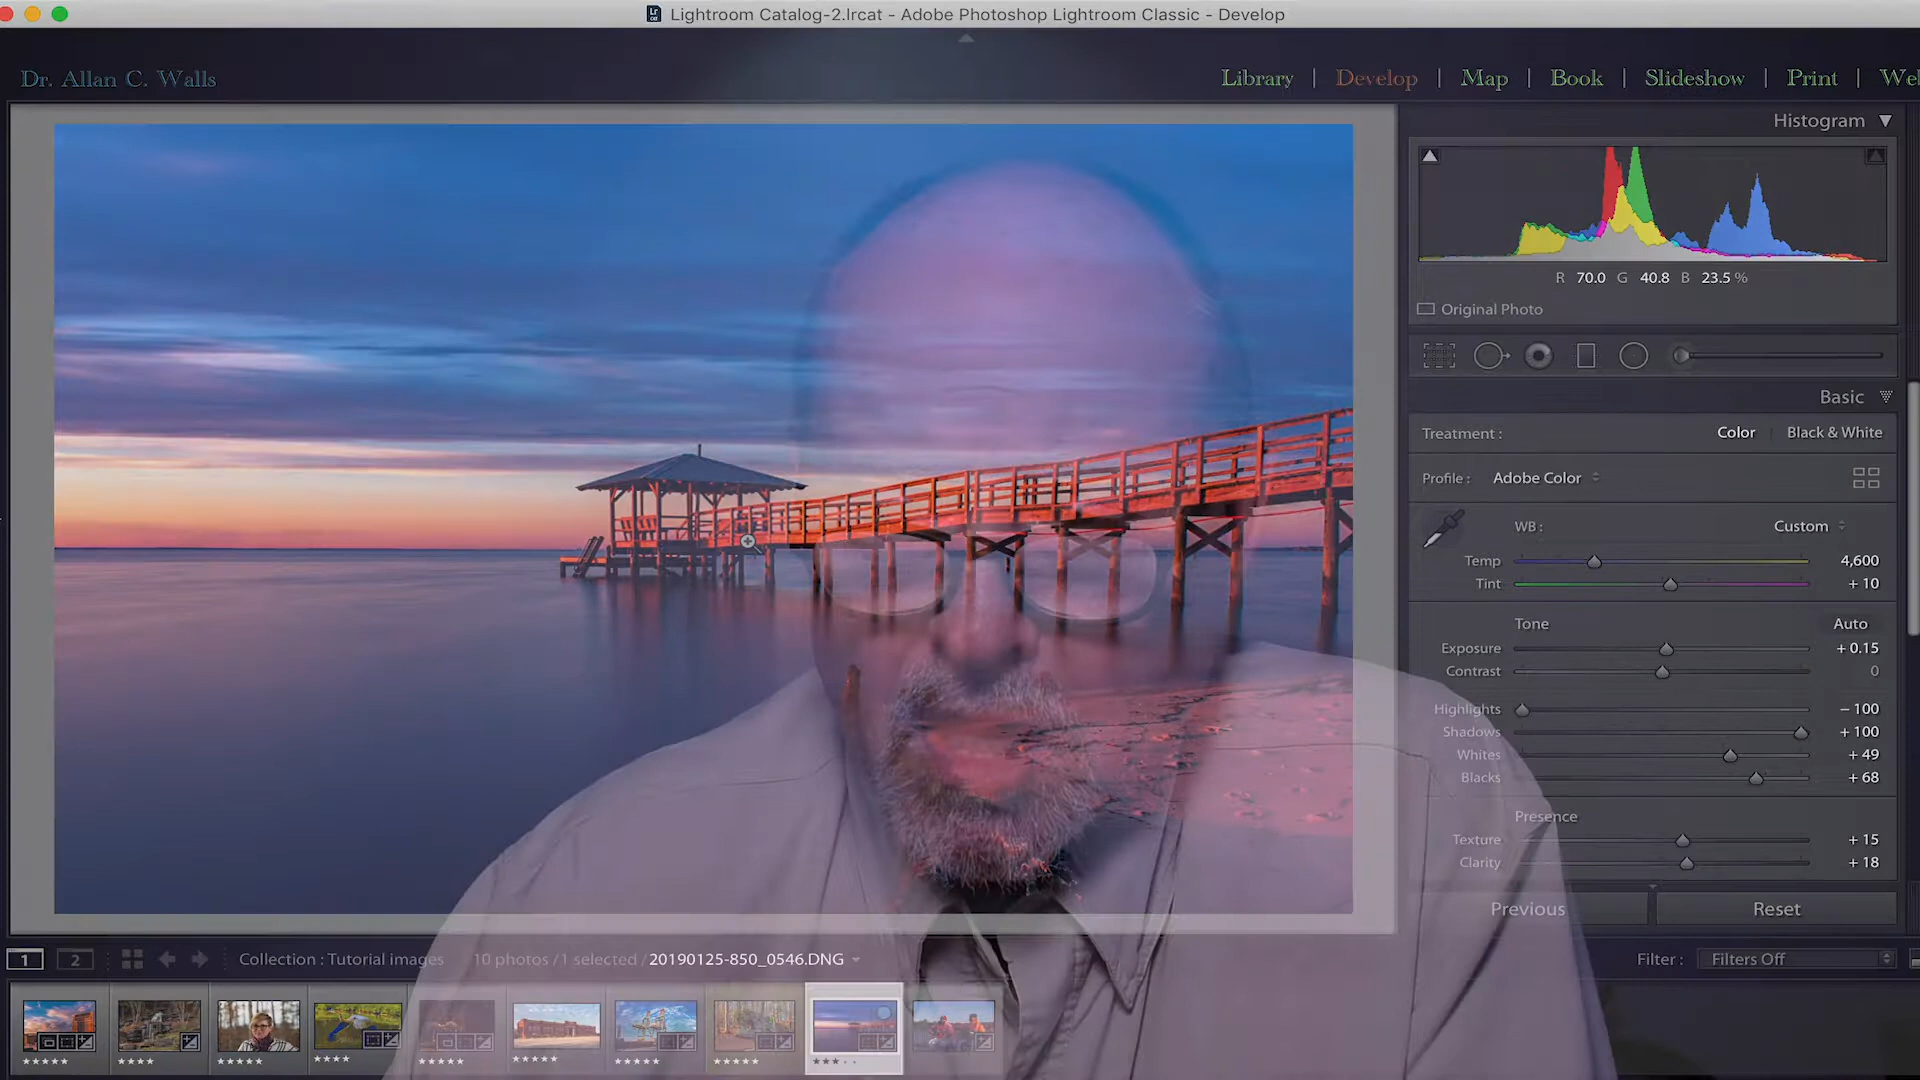 Lightroom Catalog-2.lrcat - Adobe Photoshop Lightroom Classic - Develop
Dr. Allan C. Walls
Library | Develop | Map | Book | Slideshow | Print |
Histogram
R 70.0 G 40.8 B 23.5 %
Original Photo
Basic
Treatment : Color Black & White
Profile : Adobe Color
WB : Custom
Temp 4,600
Tint + 10
Tone Auto
Exposure + 0.15
Contrast 0
Highlights − 100
Shadows + 100
Whites + 49
Blacks + 68
Presence
Texture + 15
Clarity + 18
Previous Reset
1 2 Collection : Tutorial images 10 photos / 1 selected / 20190125-850_0546.DNG Filter : Filters Off